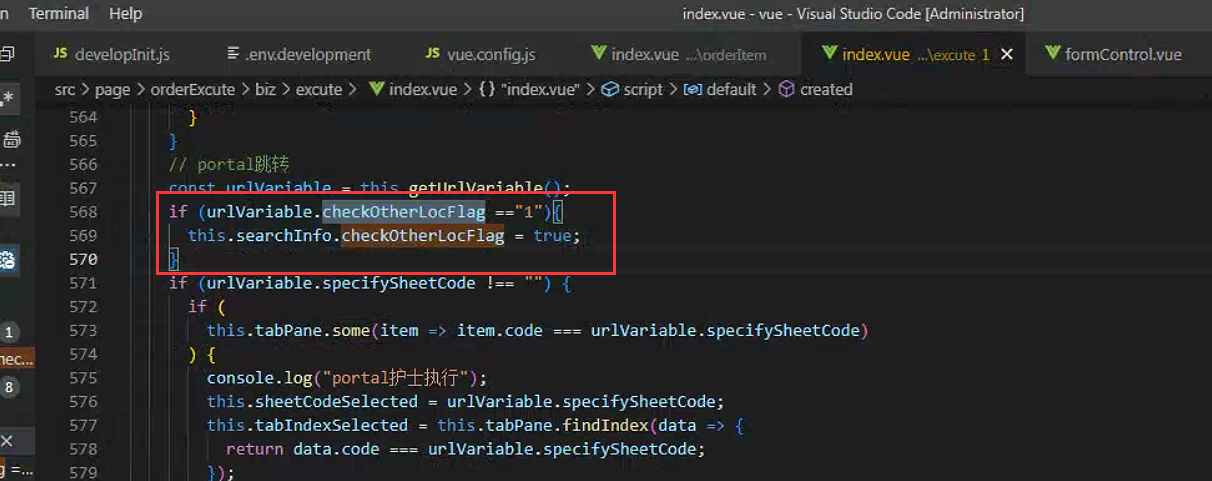 n Terminal Help index.vue - vue - Visual Studio Code [Administrator]
JS developInit.js .env.development JS vue.config.js index.vue ...\orderItem index.vue ...\excute 1 × formControl.vue
src > page > orderExcute > biz > excute > index.vue > {} "index.vue" > script > default > created
564 }
565 }
566 // portal跳转
567 const urlVariable = this.getUrlVariable();
568 if (urlVariable.checkOtherLocFlag =="1"){
569 this.searchInfo.checkOtherLocFlag = true;
570 }
571 if (urlVariable.specifySheetCode !== "") {
572 if (
573 this.tabPane.some(item => item.code === urlVariable.specifySheetCode)
1
574 ) {
hec...
575 console.log("portal护士执行");
8
576 this.sheetCodeSelected = urlVariable.specifySheetCode;
577 this.tabIndexSelected = this.tabPane.findIndex(data => {
578 return data.code === urlVariable.specifySheetCode;
g =...
579 });